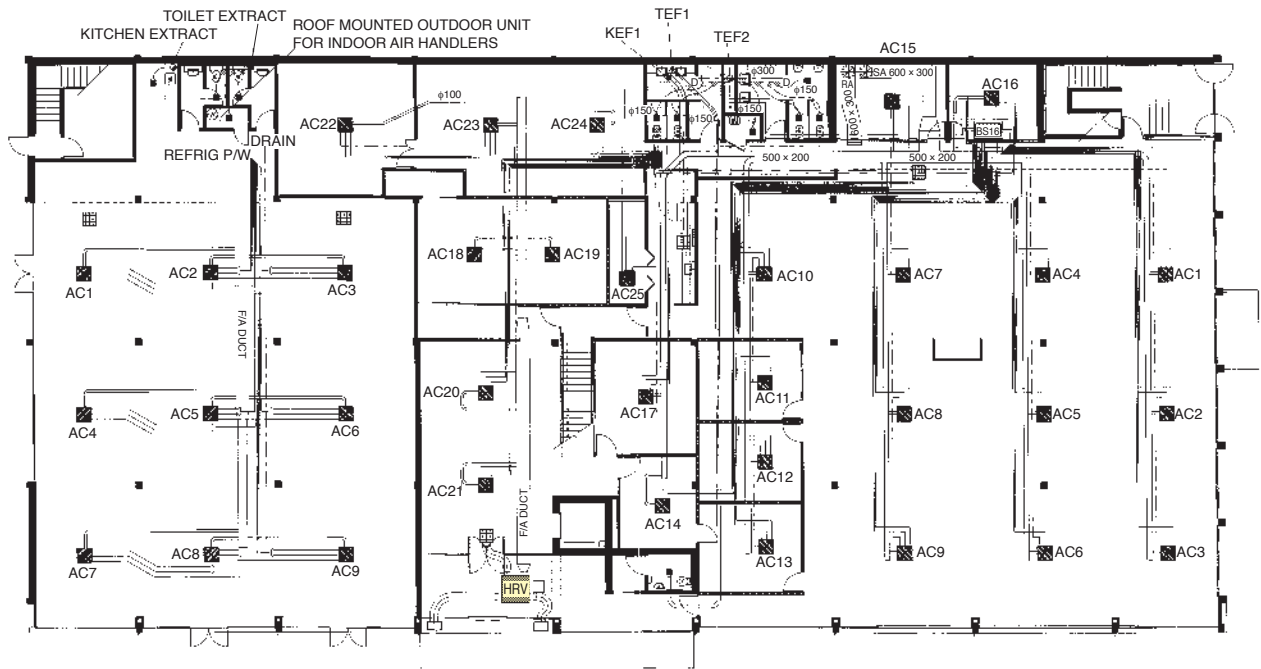 TOILET EXTRACT
KITCHEN EXTRACT
ROOF MOUNTED OUTDOOR UNIT
FOR INDOOR AIR HANDLERS
TEF1
KEF1
TEF2
AC15
SA 600 × 300
RA
600 × 300
AC16
BS16
φ300
D
D
φ150
φ150
φ150
φ150
φ100
AC22
AC23
AC24
DRAIN
REFRIG P/W
500 × 200
500 × 200
AC18
AC19
AC25
AC1
AC2
AC3
AC10
AC7
AC4
AC1
F/A DUCT
AC20
AC17
AC11
AC4
AC5
AC6
AC8
AC5
AC2
AC12
AC21
AC14
F/A DUCT
AC13
AC7
AC8
AC9
AC9
AC6
AC3
HRV